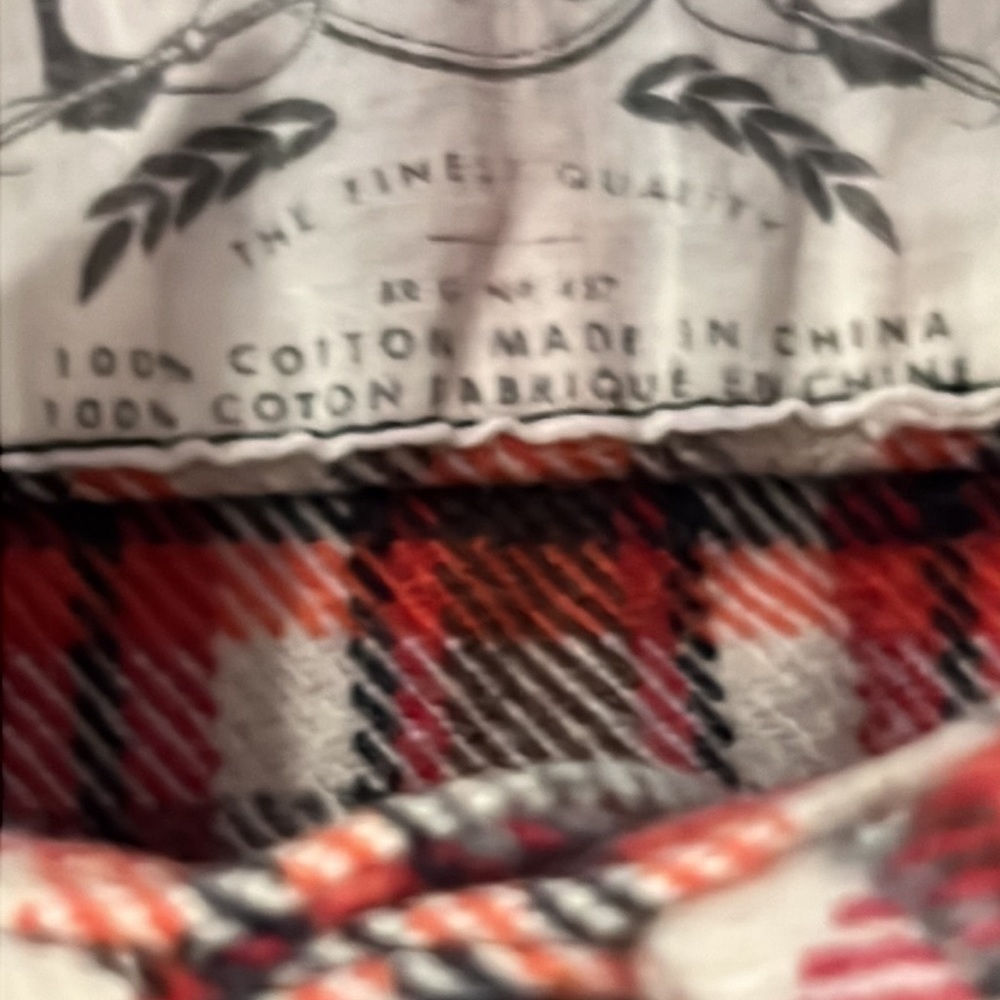 THE FINEST QUALITY
100% COTTON MADE IN CHINA
100% COTON FABRIQUÉ EN CHINE